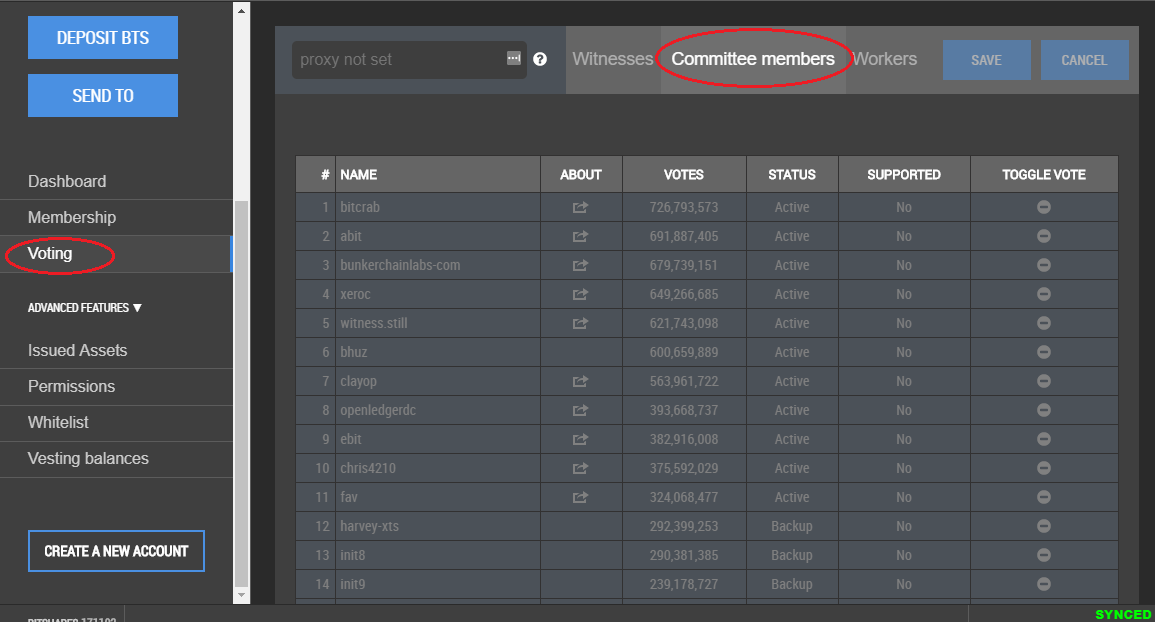 DEPOSIT BTS
SEND TO
Dashboard
Membership
Voting
ADVANCED FEATURES ▼
Issued Assets
Permissions
Whitelist
Vesting balances
CREATE A NEW ACCOUNT
proxy not set ? Witnesses Committee members Workers SAVE CANCEL
# NAME ABOUT VOTES STATUS SUPPORTED TOGGLE VOTE
1 bitcrab 726,793,573 Active No
2 abit 691,887,405 Active No
3 bunkerchainlabs-com 679,739,151 Active No
4 xeroc 649,266,685 Active No
5 witness.still 621,743,098 Active No
6 bhuz 600,659,889 Active No
7 clayop 563,961,722 Active No
8 openledgerdc 393,668,737 Active No
9 ebit 382,916,008 Active No
10 chris4210 375,592,029 Active No
11 fav 324,068,477 Active No
12 harvey-xts 292,399,253 Backup No
13 init8 290,381,385 Backup No
14 init9 239,178,727 Backup No
SYNCED